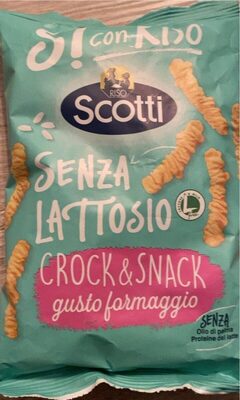 Sì! con RISO
RISO
Scotti
SENZA
LATTOSIO
CROCK & SNACK
gusto formaggio
SENZA
Olio di palma
Proteine del latte